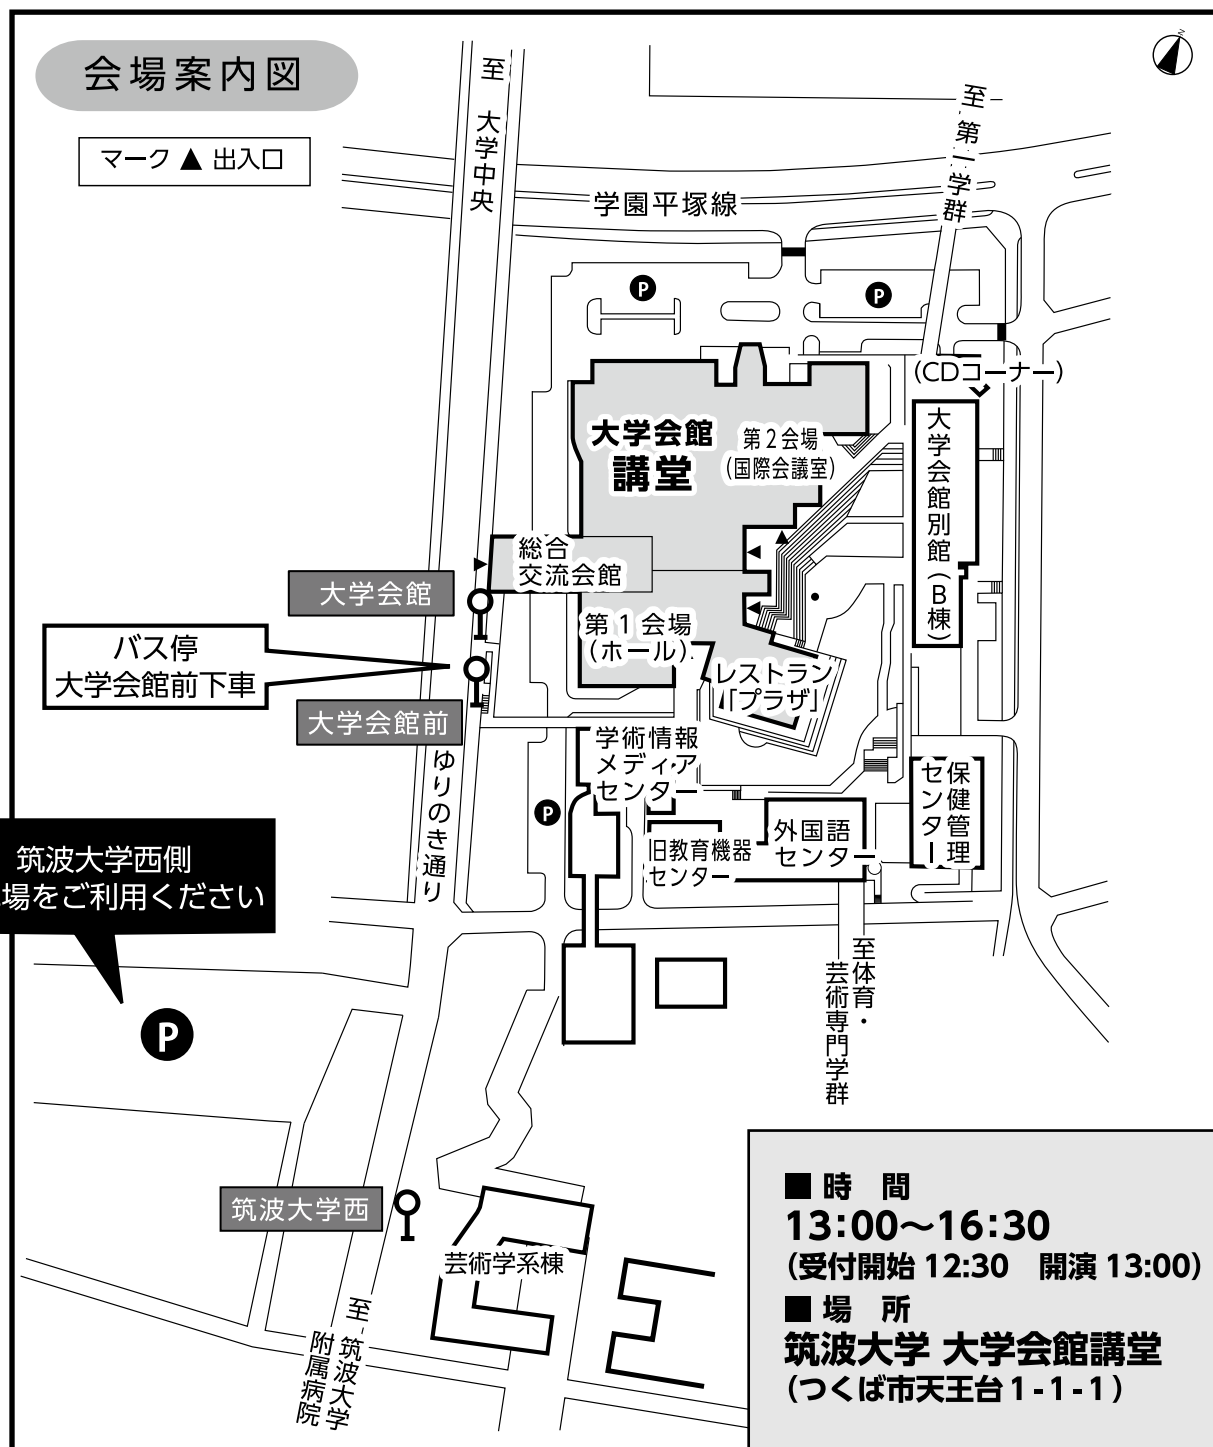 会場案内図
マーク ▲ 出入口
N
至 大学中央
至 第一学群
学園平塚線
P
P
(CDコーナー)
大学会館
講堂
第2会場
(国際会議室)
大学会館別館(B棟)
総合
交流会館
大学会館
第1会場
(ホール)
バス停
大学会館前下車
レストラン
「プラザ」
大学会館前
学術情報
メディア
センター
ゆりのき通り
保健管理
センター
P
外国語
センター
旧教育機器
センター
筑波大学西側
場をご利用ください
至体育・
芸術専門学群
P
筑波大学西
芸術学系棟
至 筑波大学
附属病院
■ 時 間
13:00～16:30
(受付開始 12:30 開演 13:00)
■ 場 所
筑波大学 大学会館講堂
(つくば市天王台1-1-1)